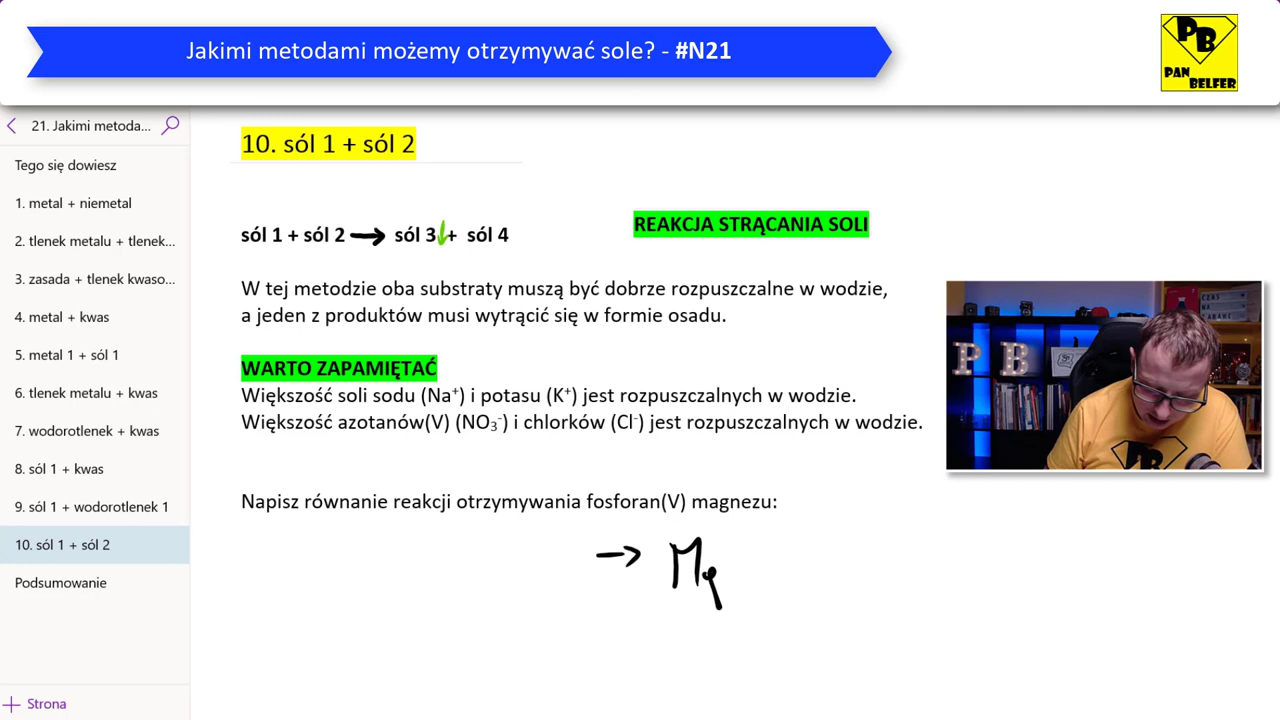 Jakimi metodami możemy otrzymywać sole? - #N21
PB
PAN
BELFER
21. Jakimi metoda...
Tego się dowiesz
1. metal + niemetal
2. tlenek metalu + tlenek...
3. zasada + tlenek kwaso...
4. metal + kwas
5. metal 1 + sól 1
6. tlenek metalu + kwas
7. wodorotlenek + kwas
8. sól 1 + kwas
9. sól 1 + wodorotlenek 1
10. sól 1 + sól 2
Podsumowanie
+ Strona
10. sól 1 + sól 2
sól 1 + sól 2 → sól 3↓ + sól 4
REAKCJA STRĄCANIA SOLI
W tej metodzie oba substraty muszą być dobrze rozpuszczalne w wodzie,
a jeden z produktów musi wytrącić się w formie osadu.
WARTO ZAPAMIĘTAĆ
Większość soli sodu (Na⁺) i potasu (K⁺) jest rozpuszczalnych w wodzie.
Większość azotanów(V) (NO₃⁻) i chlorków (Cl⁻) jest rozpuszczalnych w wodzie.
Napisz równanie reakcji otrzymywania fosforan(V) magnezu:
→ Mg
P B
CZAS
NA